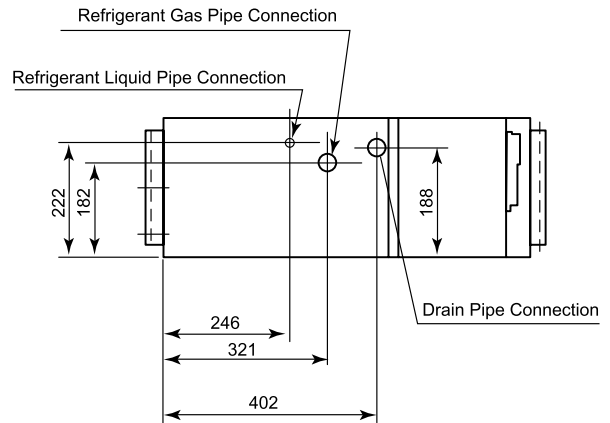 Refrigerant Gas Pipe Connection
Refrigerant Liquid Pipe Connection
222
182
188
Drain Pipe Connection
246
321
402